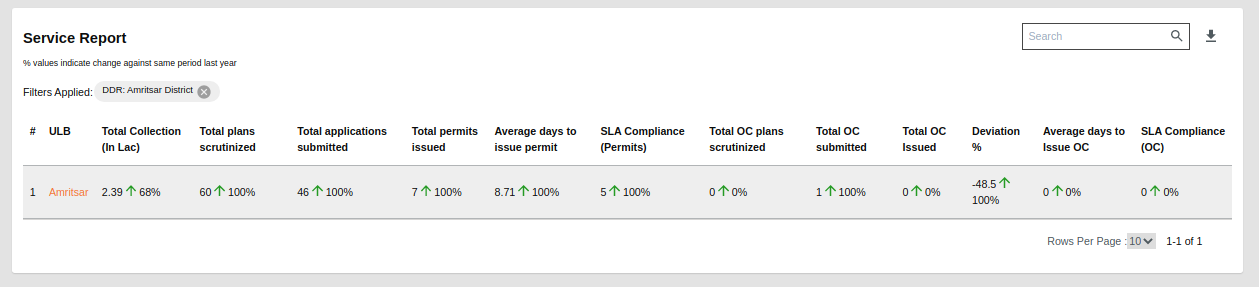 Service Report
Search
% values indicate change against same period last year
Filters Applied: DDR: Amritsar District
# ULB Total Collection (In Lac) Total plans scrutinized Total applications submitted Total permits issued Average days to issue permit SLA Compliance (Permits) Total OC plans scrutinized Total OC submitted Total OC Issued Deviation % Average days to Issue OC SLA Compliance (OC)
1 Amritsar 2.39 ↑ 68% 60 ↑ 100% 46 ↑ 100% 7 ↑ 100% 8.71 ↑ 100% 5 ↑ 100% 0 ↑ 0% 1 ↑ 100% 0 ↑ 0% -48.5 ↑ 100% 0 ↑ 0% 0 ↑ 0%
Rows Per Page : 10 1-1 of 1